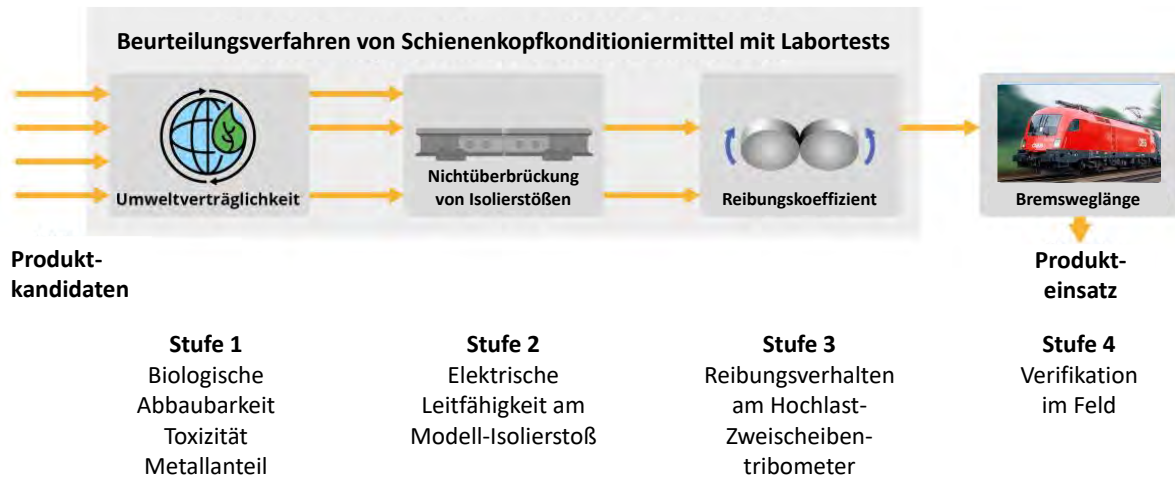 Beurteilungsverfahren von Schienenkopfkonditioniermittel mit Labortests
Umweltverträglichkeit
Nichtüberbrückung
von Isolierstößen
Reibungskoeffizient
Bremsweglänge
Produkt-
kandidaten
Produkt-
einsatz
Stufe 1
Biologische
Abbaubarkeit
Toxizität
Metallanteil
Stufe 2
Elektrische
Leitfähigkeit am
Modell-Isolierstoß
Stufe 3
Reibungsverhalten
am Hochlast-
Zweischeiben-
tribometer
Stufe 4
Verifikation
im Feld